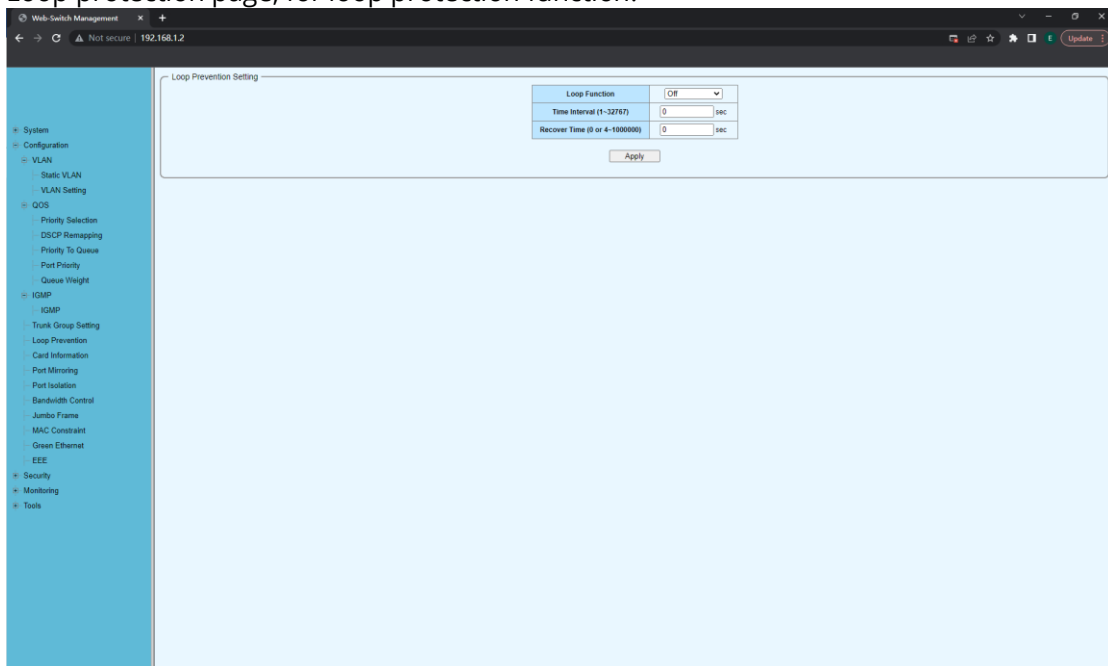 Loop protection page, for loop protection function.
Web-Switch Management
Not secure | 192.168.1.2
E
Update
Loop Prevention Setting
Loop Function Off
Time Interval (1~32767) 0 sec
Recover Time (0 or 4~1000000) 0 sec
Apply
System
Configuration
VLAN
Static VLAN
VLAN Setting
QOS
Priority Selection
DSCP Remapping
Priority To Queue
Port Priority
Queue Weight
IGMP
IGMP
Trunk Group Setting
Loop Prevention
Card Information
Port Mirroring
Port Isolation
Bandwidth Control
Jumbo Frame
MAC Constraint
Green Ethernet
EEE
Security
Monitoring
Tools